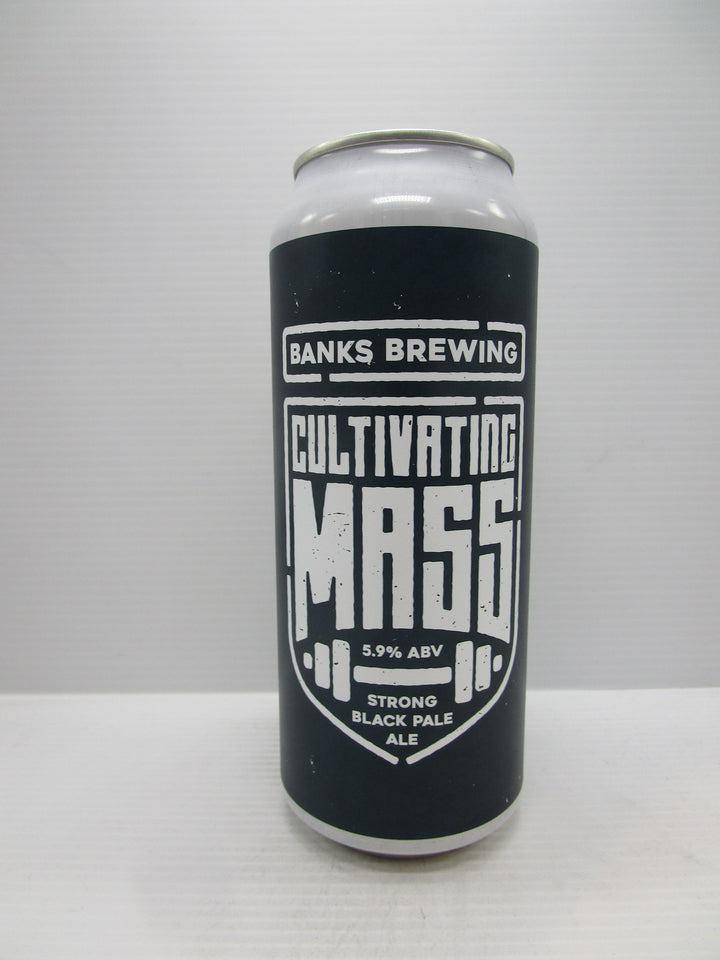 BANKS BREWING
CULTIVATING
MASS
5.9% ABV
STRONG
BLACK PALE
ALE